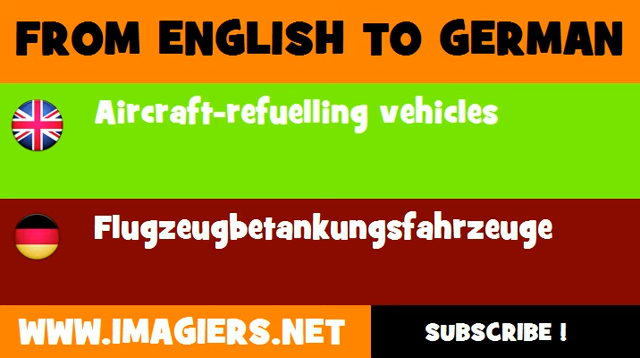 FROM ENGLISH TO GERMAN
Aircraft-refuelling vehicles
Flugzeugbetankungsfahrzeuge
WWW.IMAGIERS.NET
SUBSCRIBE !